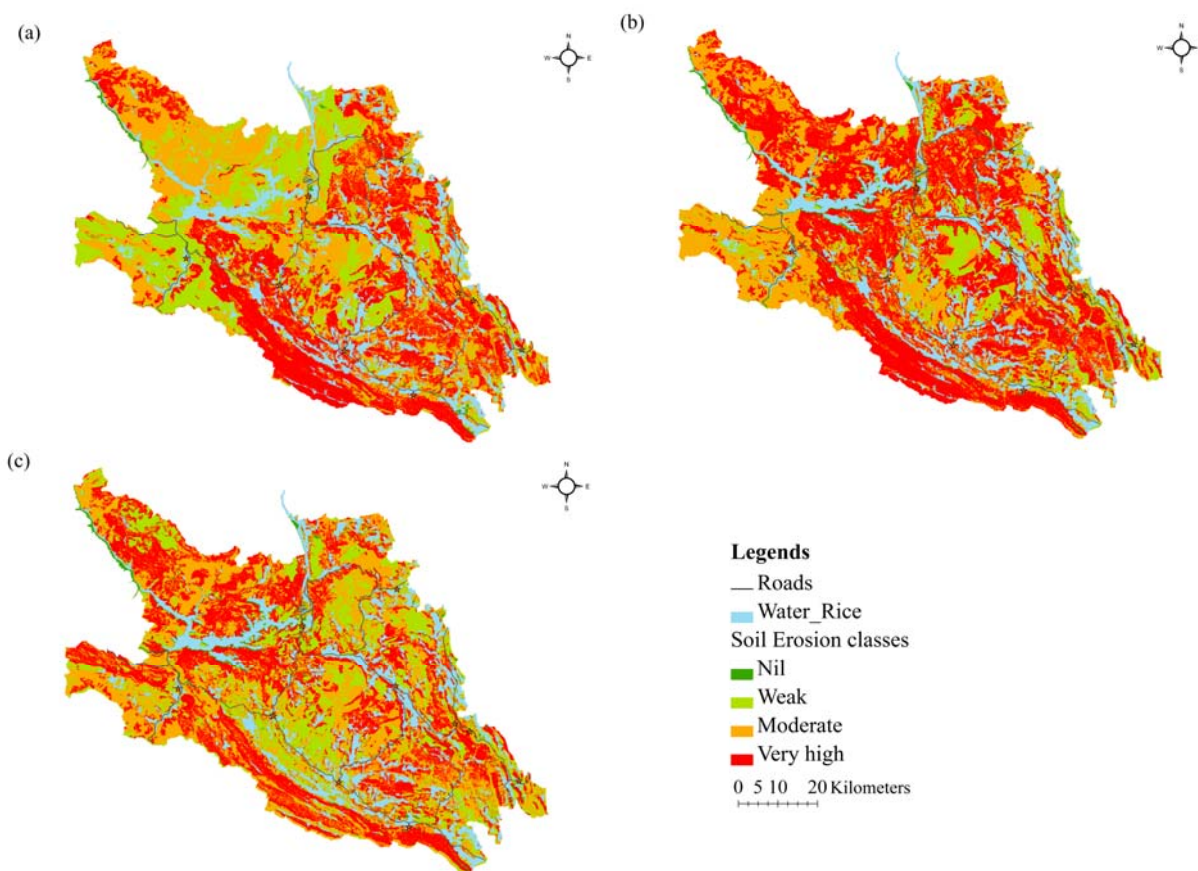 (a)
N
W E
S
(b)
N
W E
S
(c)
N
W E
S
Legends
Roads
Water_Rice
Soil Erosion classes
Nil
Weak
Moderate
Very high
0 5 10 20 Kilometers